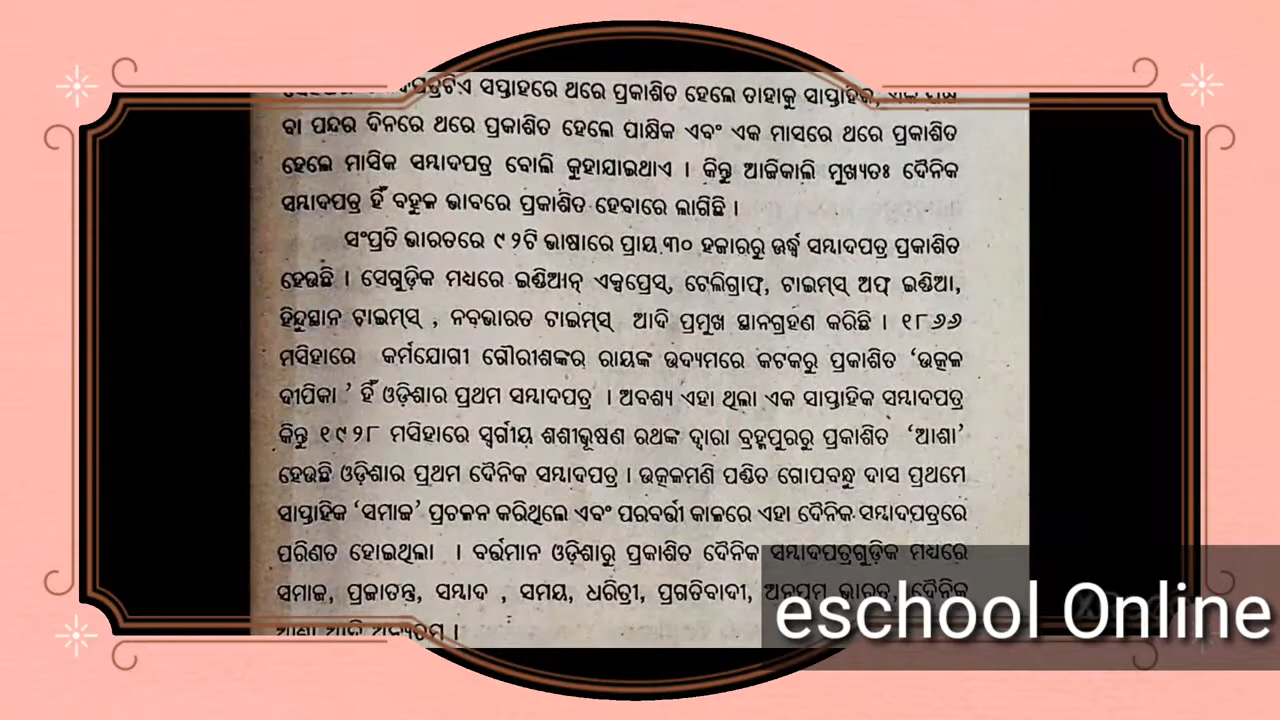 ସପ୍ତାହରେ ଥରେ ପ୍ରକାଶିତ ହେଲେ ତାହାକୁ ସାପ୍ତାହିକ,
ବା ପନ୍ଦର ଦିନରେ ଥରେ ପ୍ରକାଶିତ ହେଲେ ପାକ୍ଷିକ ଏବଂ ଏକ ମାସରେ ଥରେ ପ୍ରକାଶିତ
ହେଲେ ମାସିକ ସମ୍ବାଦପତ୍ର ବୋଲି କୁହାଯାଇଥାଏ । କିନ୍ତୁ ଆଜିକାଲି ମୁଖ୍ୟତଃ ଦୈନିକ
ସମ୍ବାଦପତ୍ର ହିଁ ବହୁଳ ଭାବରେ ପ୍ରକାଶିତ ହେବାରେ ଲାଗିଛି ।
ସଂପ୍ରତି ଭାରତରେ ୯୨ଟି ଭାଷାରେ ପ୍ରାୟ ୩୦ ହଜାରରୁ ଊର୍ଦ୍ଧ୍ଵ ସମ୍ବାଦପତ୍ର ପ୍ରକାଶିତ
ହେଉଛି । ସେଗୁଡ଼ିକ ମଧ୍ୟରେ ଇଣ୍ଡିଆନ୍ ଏକ୍ସପ୍ରେସ୍, ଟେଲିଗ୍ରାଫ୍, ଟାଇମ୍ସ୍ ଅଫ୍ ଇଣ୍ଡିଆ,
ହିନ୍ଦୁସ୍ଥାନ ଟାଇମ୍ସ୍ , ନବଭାରତ ଟାଇମ୍ସ୍ ଆଦି ପ୍ରମୁଖ ସ୍ଥାନଗ୍ରହଣ କରିଛି । ୧୮୬୬
ମସିହାରେ କର୍ମଯୋଗୀ ଗୌରୀଶଙ୍କର ରାୟଙ୍କ ଉଦ୍ୟମରେ କଟକରୁ ପ୍ରକାଶିତ ‘ଉତ୍କଳ
ଦୀପିକା ’ ହିଁ ଓଡ଼ିଶାର ପ୍ରଥମ ସମ୍ବାଦପତ୍ର । ଅବଶ୍ୟ ଏହା ଥିଲା ଏକ ସାପ୍ତାହିକ ସମ୍ବାଦପତ୍ର
କିନ୍ତୁ ୧୯୨୮ ମସିହାରେ ସ୍ୱର୍ଗୀୟ ଶଶୀଭୂଷଣ ରଥଙ୍କ ଦ୍ୱାରା ବ୍ରହ୍ମପୁରରୁ ପ୍ରକାଶିତ ‘ଆଶା’
ହେଉଛି ଓଡ଼ିଶାର ପ୍ରଥମ ଦୈନିକ ସମ୍ବାଦପତ୍ର । ଉତ୍କଳମଣି ପଣ୍ଡିତ ଗୋପବନ୍ଧୁ ଦାସ ପ୍ରଥମେ
ସାପ୍ତାହିକ ‘ସମାଜ’ ପ୍ରଚଳନ କରିଥିଲେ ଏବଂ ପରବର୍ତ୍ତୀ କାଳରେ ଏହା ଦୈନିକ ସମ୍ବାଦପତ୍ରରେ
ପରିଣତ ହୋଇଥିଲା । ବର୍ତ୍ତମାନ ଓଡ଼ିଶାରୁ ପ୍ରକାଶିତ ଦୈନିକ ସମ୍ବାଦପତ୍ରଗୁଡ଼ିକ ମଧ୍ୟରେ
ସମାଜ, ପ୍ରଜାତନ୍ତ୍ର, ସମ୍ବାଦ , ସମୟ, ଧରିତ୍ରୀ, ପ୍ରଗତିବାଦୀ, ଅନୁପମ ଭାରତ, ଦୈନିକ
eschool Online